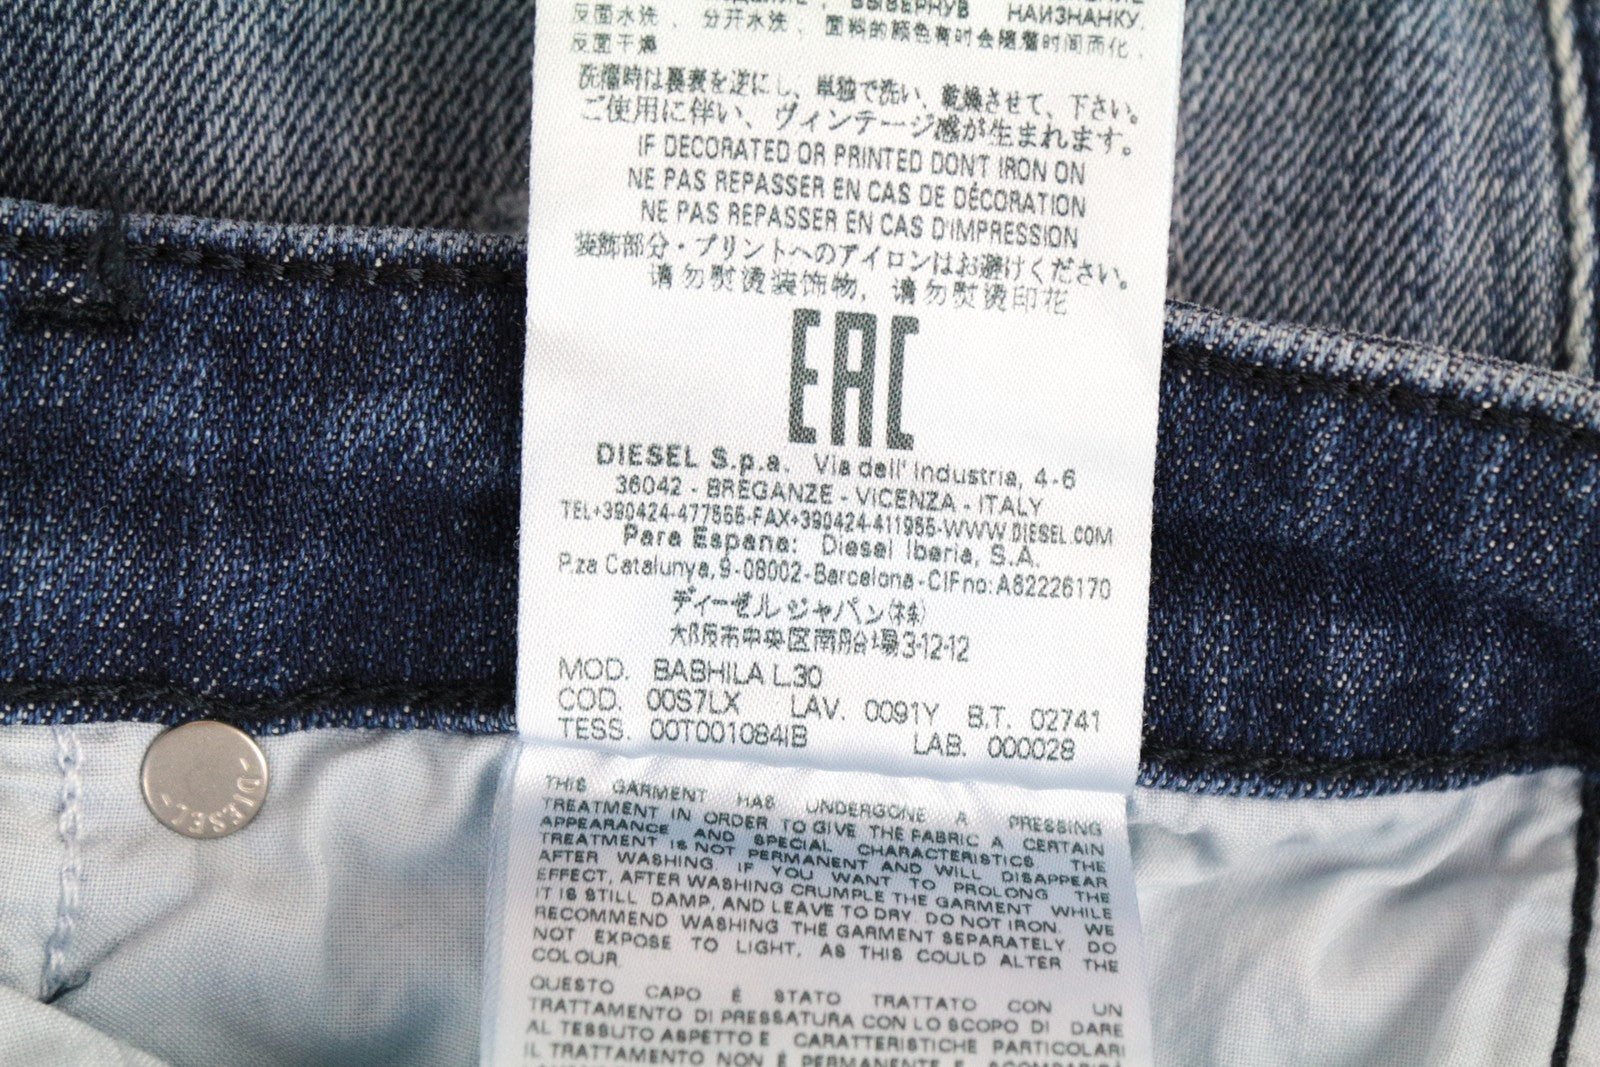 ВЫВЕРНУВ НАИЗНАНКУ.
反面水洗，分开水洗，面料的颜色有时会随着时间而化，
反面干燥
洗濯時は裏表を逆にし、単独で洗い、乾燥させて、下さい。
ご使用に伴い、ヴィンテージ感が生まれます。
IF DECORATED OR PRINTED DONT IRON ON
NE PAS REPASSER EN CAS DE DÉCORATION
NE PAS REPASSER EN CAS D'IMPRESSION
装飾部分・プリントへのアイロンはお避けください。
请勿熨烫装饰物，请勿熨烫印花
EAC
DIESEL S.p.a. Via dell' Industria, 4-6
36042 - BREGANZE - VICENZA - ITALY
TEL+390424-477555-FAX+390424-411955-WWW.DIESEL.COM
Para Espana: Diesel Iberia, S.A.
P.za Catalunya, 9-08002-Barcelona-CIFno:A62226170
ディーゼルジャパン(株)
大阪市中央区南船場3-12-12
MOD. BABHILA L.30
COD. 00S7LX LAV. 0091Y B.T. 02741
TESS. 00T001084IB LAB. 000028
DIESEL
THIS GARMENT HAS UNDERGONE A PRESSING
TREATMENT IN ORDER TO GIVE THE FABRIC A CERTAIN
APPEARANCE AND SPECIAL CHARACTERISTICS THE
TREATMENT IS NOT PERMANENT AND WILL DISAPPEAR
AFTER WASHING IF YOU WANT TO PROLONG THE
EFFECT, AFTER WASHING CRUMPLE THE GARMENT WHILE
IT IS STILL DAMP, AND LEAVE TO DRY. DO NOT IRON. WE
RECOMMEND WASHING THE GARMENT SEPARATELY DO
NOT EXPOSE TO LIGHT, AS THIS COULD ALTER THE
COLOUR
QUESTO CAPO È STATO TRATTATO CON UN
TRATTAMENTO DI PRESSATURA CON LO SCOPO DI DARE
AL TESSUTO ASPETTO E CARATTERISTICHE PARTICOLARI
IL TRATTAMENTO NON È PERMANENTE E SCOMPARE